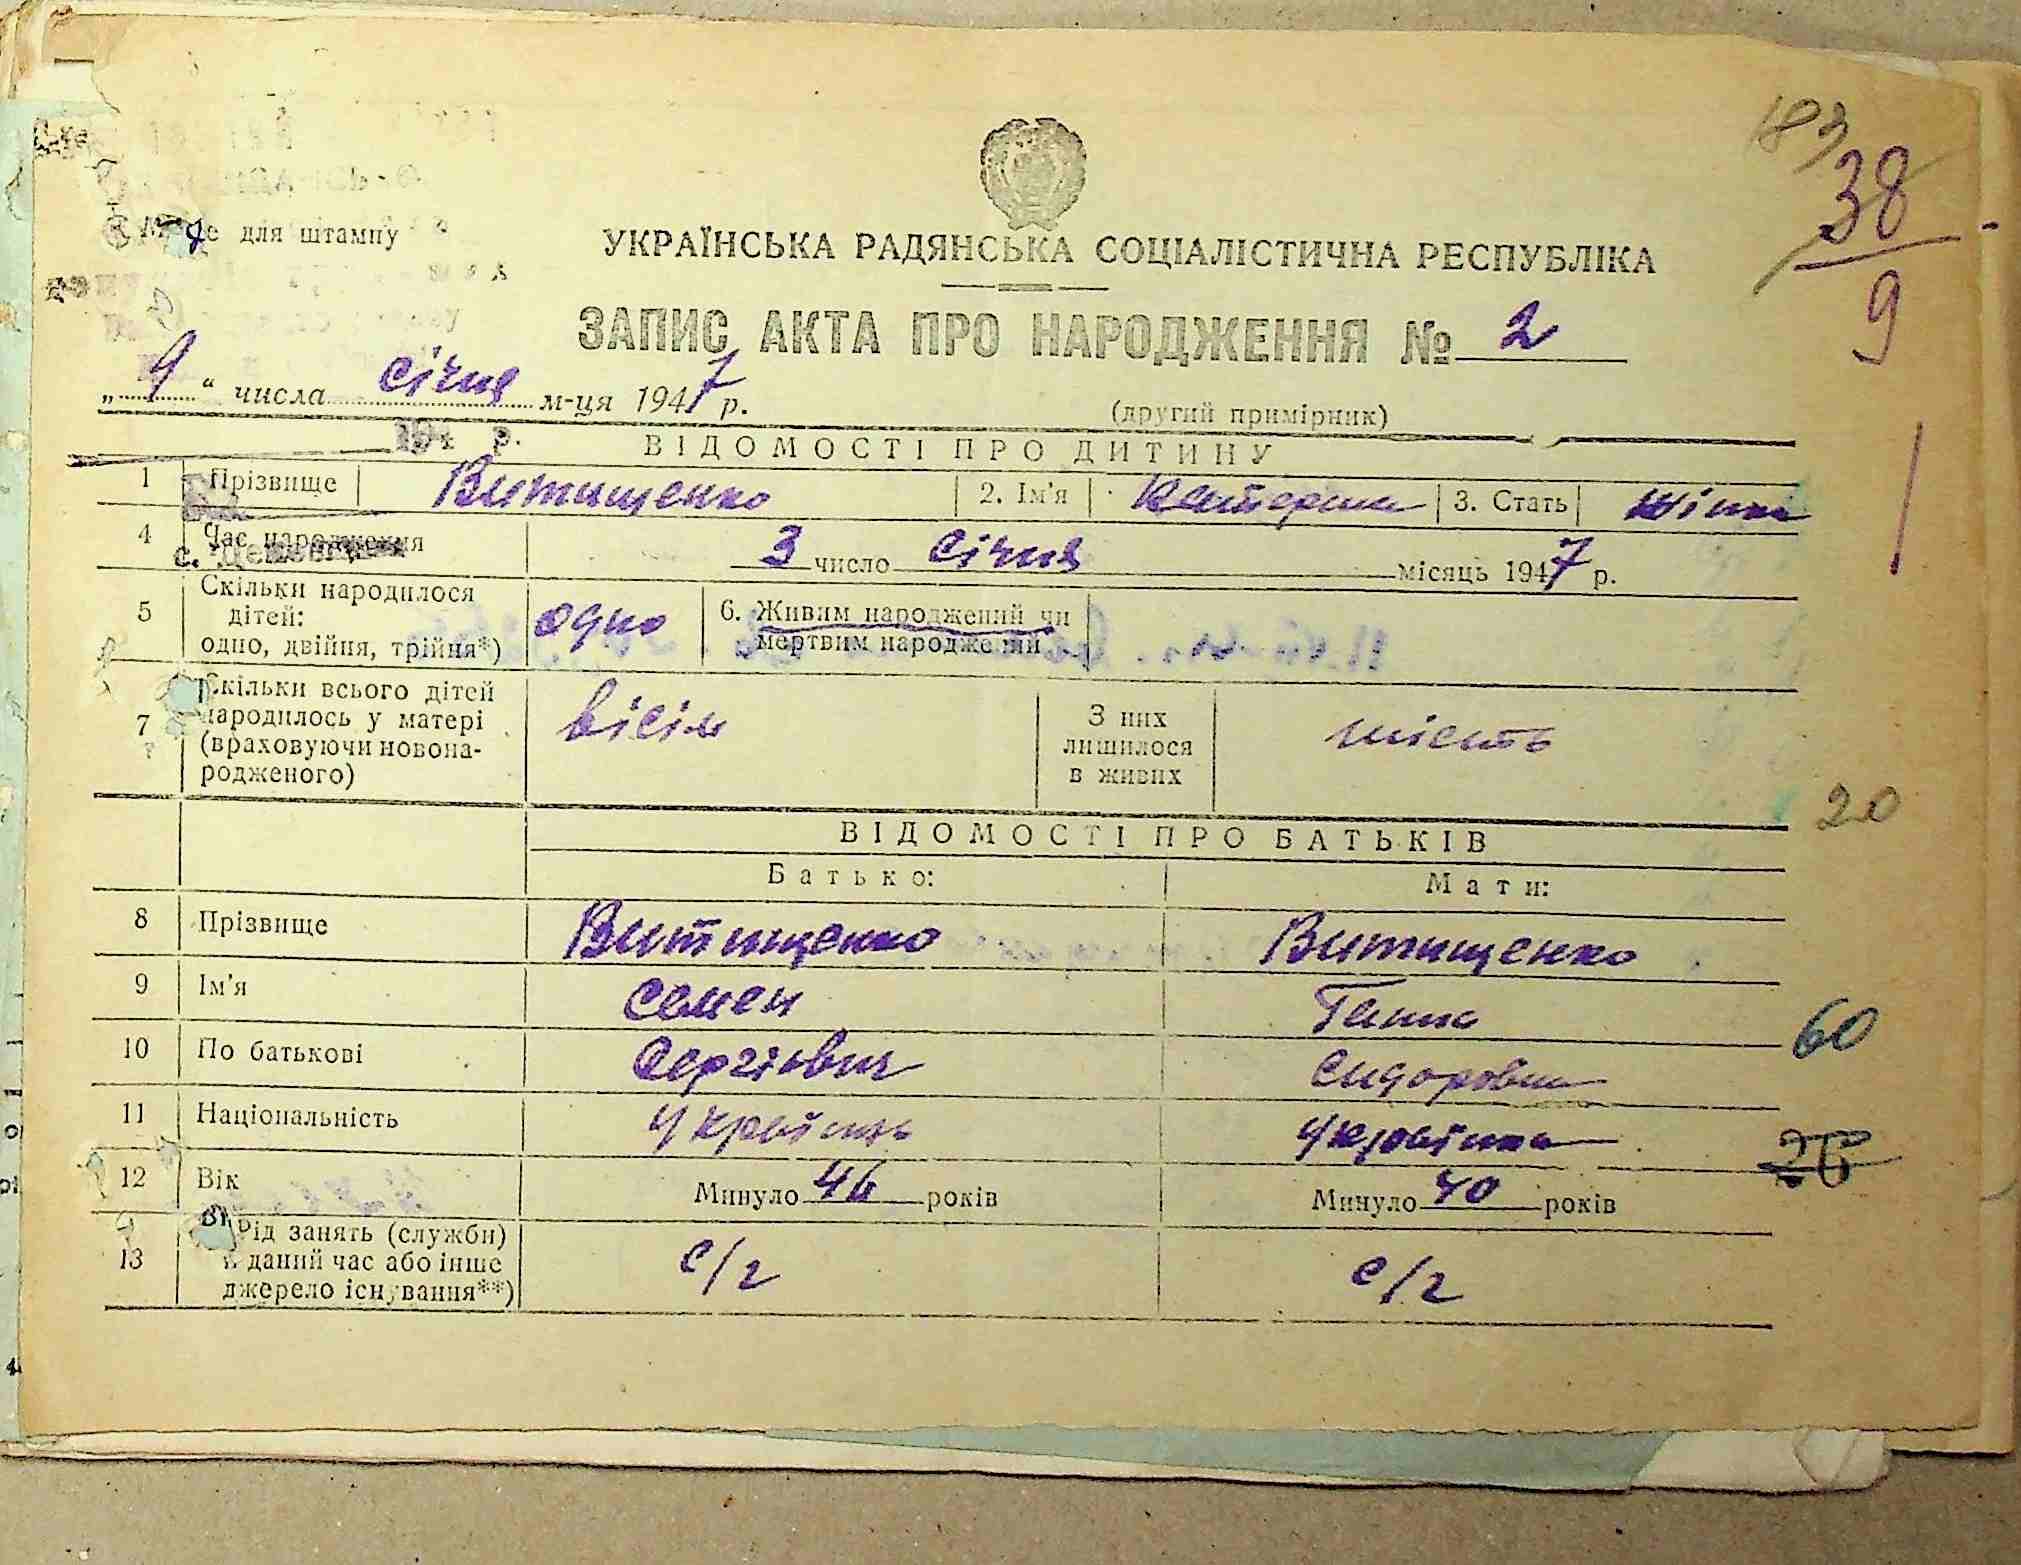 183
38
9
Місце для штампу
УКРАЇНСЬКА РАДЯНСЬКА СОЦІАЛІСТИЧНА РЕСПУБЛІКА
ЗАПИС АКТА ПРО НАРОДЖЕННЯ № 2
„ 9 “ числа січня м-ця 1947 р.
(другий примірник)
194 р.
ВІДОМОСТІ ПРО ДИТИНУ
1 Прізвище Витищенко 2. Ім'я Катерина 3. Стать жінка
4 Час народження 3 число січня місяць 1947 р.
с.
5 Скільки народилося дітей: одно, двійня, трійня*) одно 6. Живим народжений чи мертвим народжений
7 Скільки всього дітей народилось у матері (враховуючи новонародженого) вісім З них лишилося в живих шість
20
ВІДОМОСТІ ПРО БАТЬКІВ
Батько: Мати:
8 Прізвище Витищенко Витищенко
9 Ім'я Семен Ганна
60
10 По батькові Сергійович Сидоровна
11 Національність Українець Українка
26
12 Вік Минуло 46 років Минуло 40 років
13 Рід занять (служби) в даний час або інше джерело існування**) с/г с/г